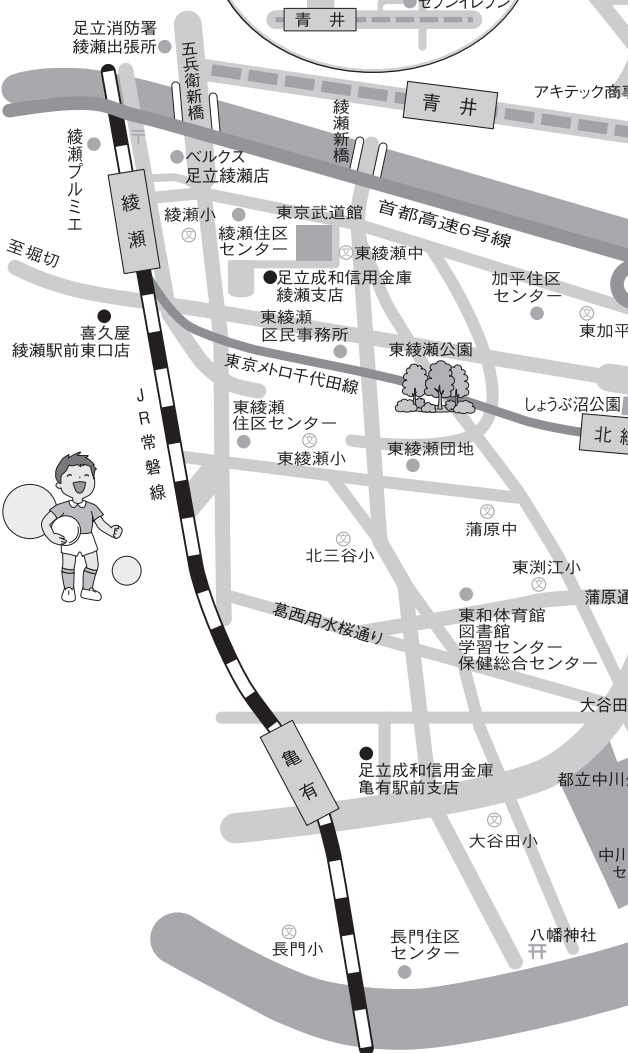 セブンイレブン
青井
足立消防署
綾瀬出張所
五兵衛新橋
青井
アキテック商事
綾瀬新橋
綾瀬プルミエ
ベルクス
足立綾瀬店
綾瀬
綾瀬小
東京武道館
首都高速6号線
綾瀬住区
センター
東綾瀬中
至堀切
足立成和信用金庫
綾瀬支店
加平住区
センター
東加平
喜久屋
綾瀬駅前東口店
東綾瀬
区民事務所
東綾瀬公園
東京メトロ千代田線
しょうぶ沼公園
北綾
JR常磐線
東綾瀬
住区センター
東綾瀬小
東綾瀬団地
蒲原中
北三谷小
東渕江小
蒲原通
葛西用水桜通り
東和体育館
図書館
学習センター
保健総合センター
大谷田
亀有
足立成和信用金庫
亀有駅前支店
都立中川公
大谷田小
中川
セ
長門小
長門住区
センター
八幡神社